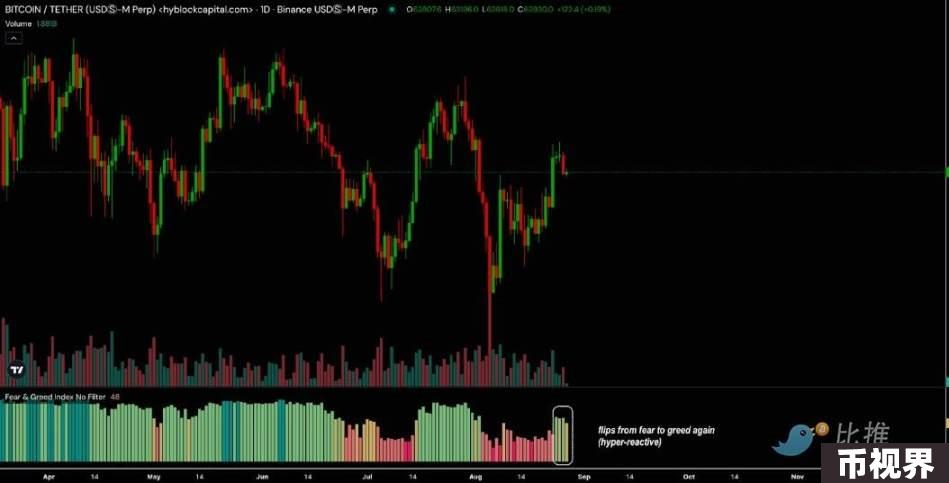 BITCOIN / TETHER (USDⓈ-M Perp) <hyblockcapital.com> · 1D · Binance USDⓈ-M Perp
Volume
Fear & Greed Index No Filter 48
flips from fear to greed again
(hyper-reactive)
比推
币视界
Apr 14 May 14 Jun 14 Jul 14 Aug 14 Sep 14 Oct 14 Nov